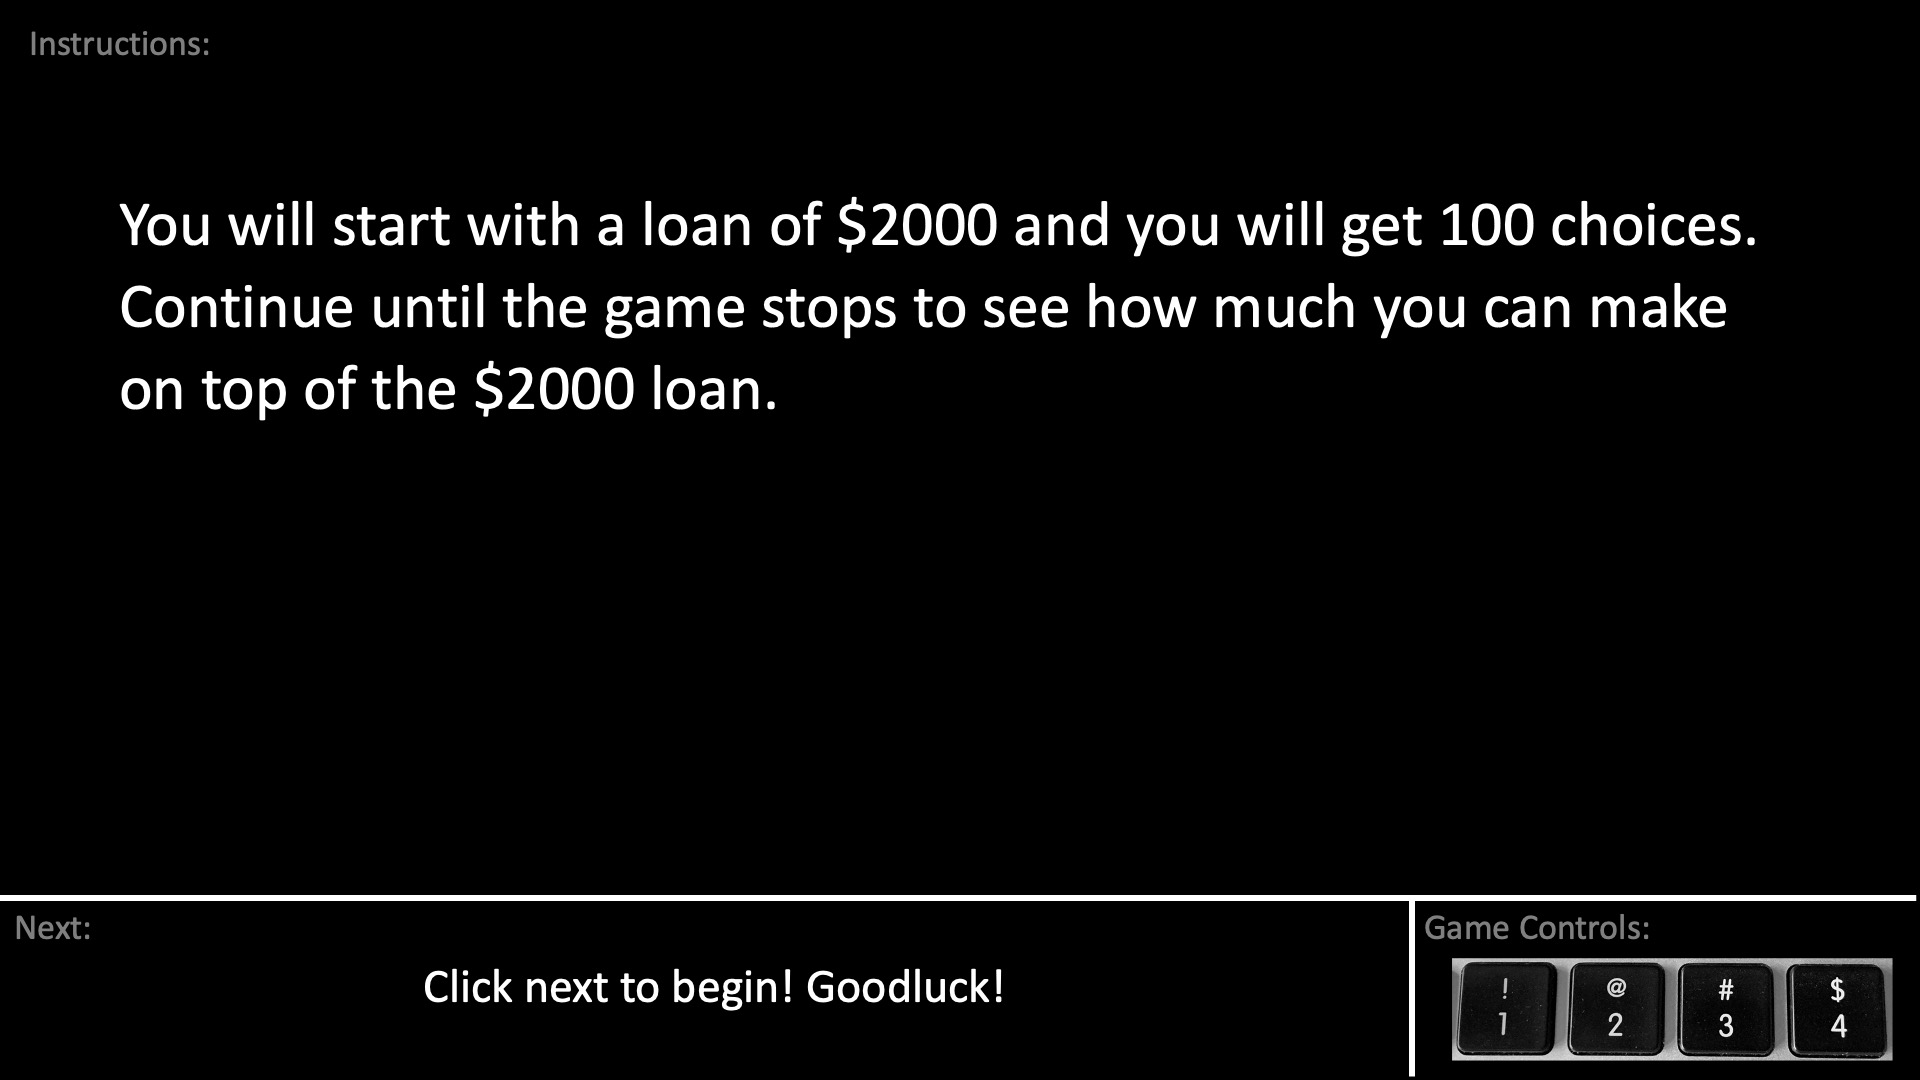 Instructions:
You will start with a loan of $2000 and you will get 100 choices.
Continue until the game stops to see how much you can make
on top of the $2000 loan.
Next:
Click next to begin! Goodluck!
Game Controls:
! @ # $
1 2 3 4